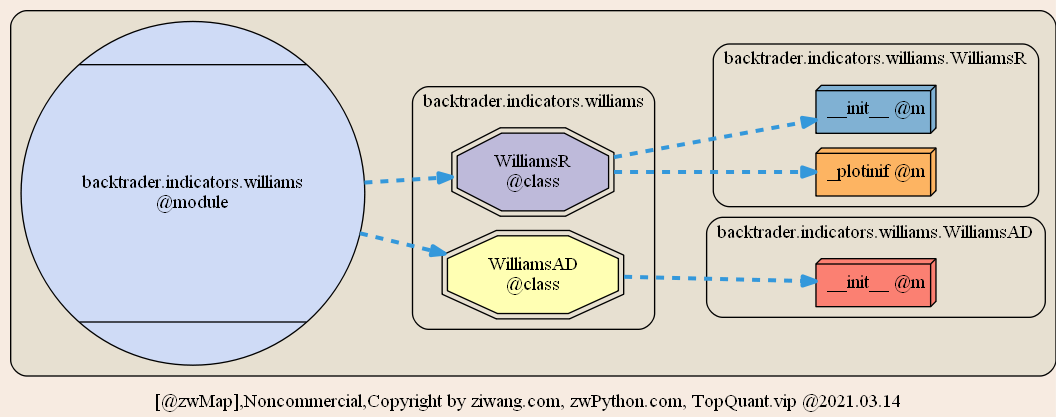 backtrader.indicators.williams
@module
backtrader.indicators.williams
WilliamsR
@class
WilliamsAD
@class
backtrader.indicators.williams.WilliamsR
__init__ @m
_plotinif @m
backtrader.indicators.williams.WilliamsAD
__init__ @m
[@zwMap],Noncommercial,Copyright by ziwang.com, zwPython.com, TopQuant.vip @2021.03.14